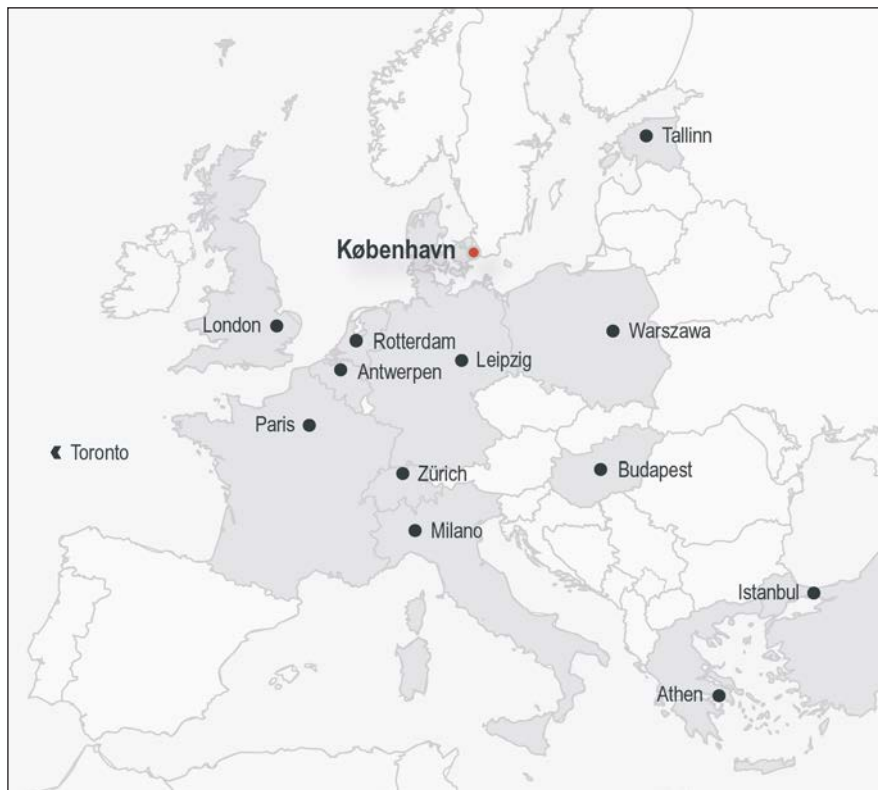 Tallinn
København
London
Rotterdam
Warszawa
Leipzig
Antwerpen
Paris
Toronto
Zürich
Budapest
Milano
Istanbul
Athen